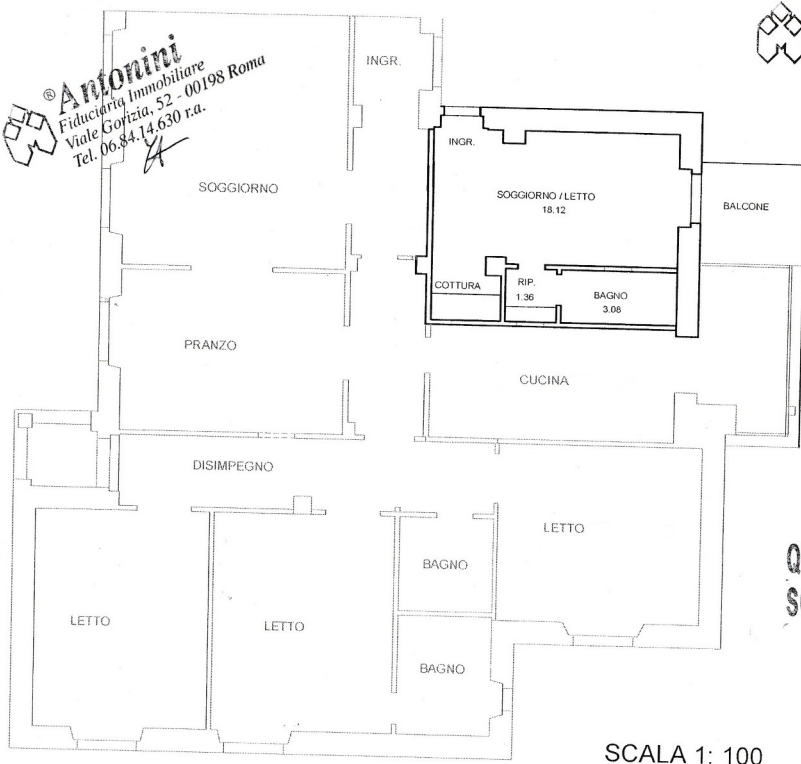 ® Antonini
Fiduciaria Immobiliare
Viale Gorizia, 52 - 00198 Roma
Tel. 06.84.14.630 r.a.
INGR.
INGR.
SOGGIORNO
SOGGIORNO / LETTO
18.12
BALCONE
COTTURA
RIP.
1.36
BAGNO
3.08
PRANZO
CUCINA
DISIMPEGNO
LETTO
BAGNO
LETTO
LETTO
BAGNO
SCALA 1: 100